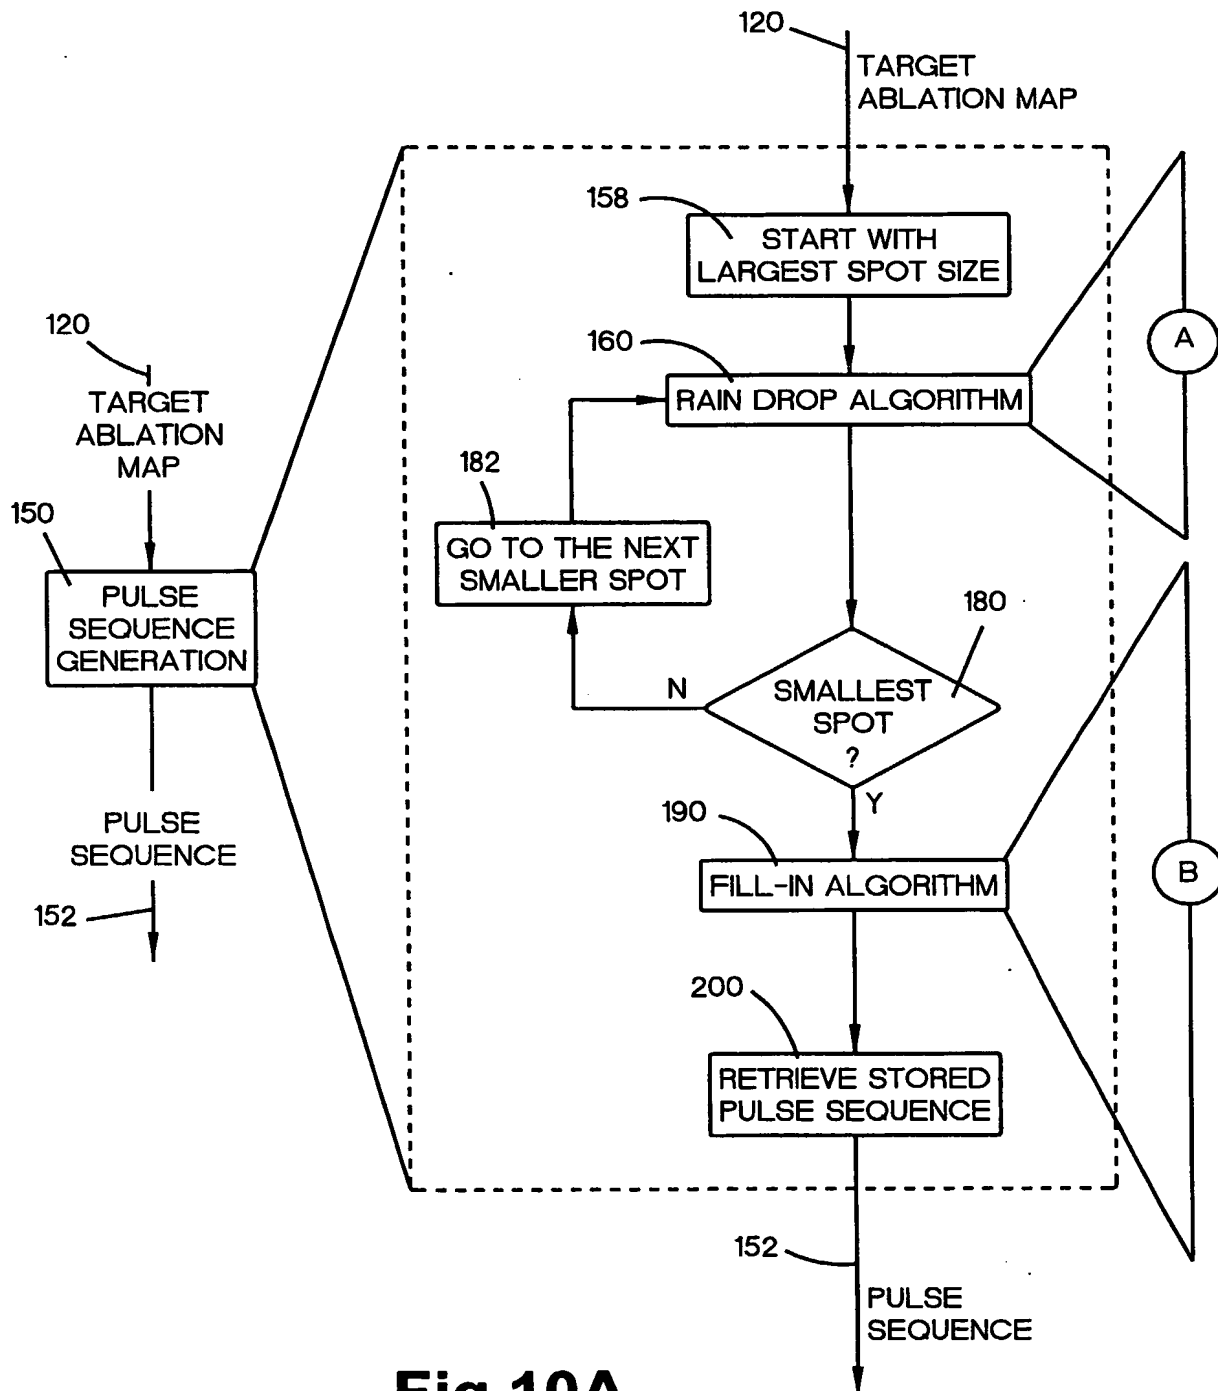 120
TARGET
ABLATION MAP
158
START WITH
LARGEST SPOT SIZE
120
TARGET
ABLATION
MAP
160
RAIN DROP ALGORITHM
A
182
GO TO THE NEXT
SMALLER SPOT
150
PULSE
SEQUENCE
GENERATION
180
SMALLEST
SPOT
?
N
Y
PULSE
SEQUENCE
152
190
FILL-IN ALGORITHM
B
200
RETRIEVE STORED
PULSE SEQUENCE
152
PULSE
SEQUENCE
Fig 10A